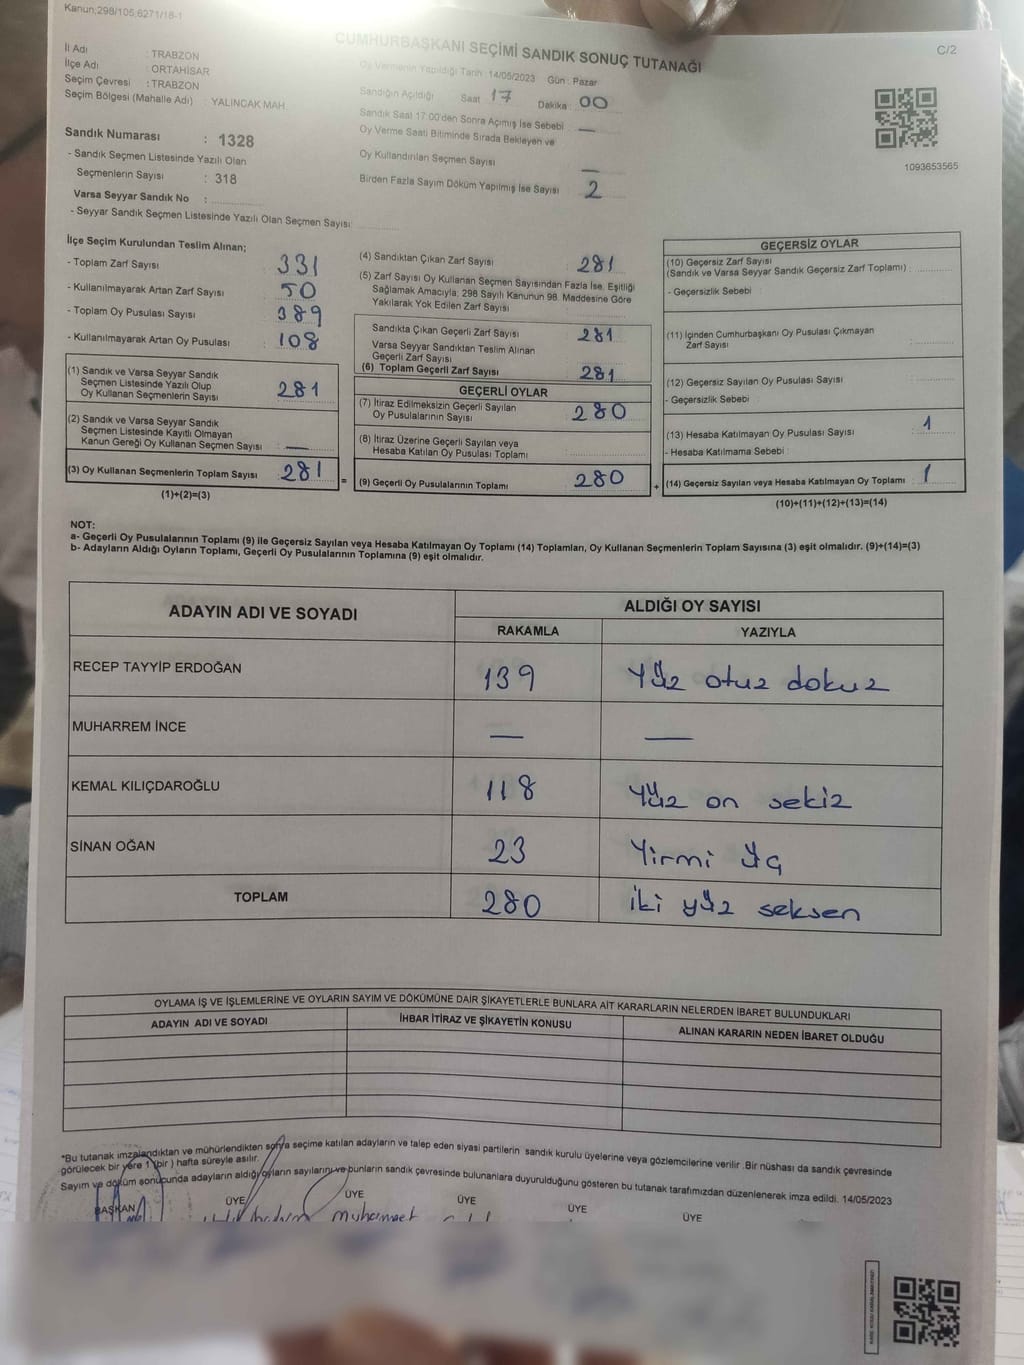 Kanun;298/105;6271/18-1
CUMHURBAŞKANI SEÇİMİ SANDIK SONUÇ TUTANAĞI
C/2
İl Adı : TRABZON
İlçe Adı : ORTAHİSAR
Seçim Çevresi : TRABZON
Seçim Bölgesi (Mahalle Adı) : YALINCAK MAH.
Sandık Numarası : 1328
- Sandık Seçmen Listesinde Yazılı Olan
Seçmenlerin Sayısı : 318
Varsa Seyyar Sandık No :
- Seyyar Sandık Seçmen Listesinde Yazılı Olan Seçmen Sayısı:
Oy Vermenin Yapıldığı Tarih :14/05/2023 Gün : Pazar
Sandığın Açıldığı Saat 17 Dakika : 00
Sandık Saat 17:00'den Sonra Açmış İse Sebebi : —
Oy Verme Saati Bitiminde Sırada Bekleyen ve
Oy Kullandırılan Seçmen Sayısı —
Birden Fazla Sayım Döküm Yapılmış İse Sayısı 2
1093653565
İlçe Seçim Kurulundan Teslim Alınan;
- Toplam Zarf Sayısı : 331
- Kullanılmayarak Artan Zarf Sayısı : 50
- Toplam Oy Pusulası Sayısı : 389
- Kullanılmayarak Artan Oy Pusulası : 108
(1) Sandık ve Varsa Seyyar Sandık
Seçmen Listesinde Yazılı Olup
Oy Kullanan Seçmenlerin Sayısı : 281
(2) Sandık ve Varsa Seyyar Sandık
Seçmen Listesinde Kayıtlı Olmayan
Kanun Gereği Oy Kullanan Seçmen Sayısı : —
(3) Oy Kullanan Seçmenlerin Toplam Sayısı : 281
(1)+(2)=(3)
=
(4) Sandıktan Çıkan Zarf Sayısı : 281
(5) Zarf Sayısı Oy Kullanan Seçmen Sayısından Fazla İse, Eşitliği
Sağlamak Amacıyla; 298 Sayılı Kanunun 98. Maddesine Göre
Yakılarak Yok Edilen Zarf Sayısı :
Sandıkta Çıkan Geçerli Zarf Sayısı : 281
Varsa Seyyar Sandıktan Teslim Alınan
Geçerli Zarf Sayısı :
(6) Toplam Geçerli Zarf Sayısı : 281
GEÇERLİ OYLAR
(7) İtiraz Edilmeksizin Geçerli Sayılan
Oy Pusulalarının Sayısı : 280
(8) İtiraz Üzerine Geçerli Sayılan veya
Hesaba Katılan Oy Pusulası Toplamı :
(9) Geçerli Oy Pusulalarının Toplamı : 280
+
GEÇERSİZ OYLAR
(10) Geçersiz Zarf Sayısı
(Sandık ve Varsa Seyyar Sandık Geçersiz Zarf Toplamı) :
- Geçersizlik Sebebi :
(11) İçinden Cumhurbaşkanı Oy Pusulası Çıkmayan
Zarf Sayısı :
(12) Geçersiz Sayılan Oy Pusulası Sayısı :
- Geçersizlik Sebebi :
(13) Hesaba Katılmayan Oy Pusulası Sayısı : 1
- Hesaba Katılmama Sebebi :
(14) Geçersiz Sayılan veya Hesaba Katılmayan Oy Toplamı : 1
(10)+(11)+(12)+(13)=(14)
NOT:
a- Geçerli Oy Pusulalarının Toplamı (9) ile Geçersiz Sayılan veya Hesaba Katılmayan Oy Toplamı (14) Toplamları, Oy Kullanan Seçmenlerin Toplam Sayısına (3) eşit olmalıdır. (9)+(14)=(3)
b- Adayların Aldığı Oyların Toplamı, Geçerli Oy Pusulalarının Toplamına (9) eşit olmalıdır.
ADAYIN ADI VE SOYADI ALDIĞI OY SAYISI
RAKAMLA YAZIYLA
RECEP TAYYİP ERDOĞAN 139 Yüz otuz dokuz
MUHARREM İNCE — —
KEMAL KILIÇDAROĞLU 118 Yüz on sekiz
SİNAN OĞAN 23 Yirmi üç
TOPLAM 280 iki yüz seksen
OYLAMA İŞ VE İŞLEMLERİNE VE OYLARIN SAYIM VE DÖKÜMÜNE DAİR ŞİKAYETLERLE BUNLARA AİT KARARLARIN NELERDEN İBARET BULUNDUKLARI
ADAYIN ADI VE SOYADI İHBAR İTİRAZ VE ŞİKAYETİN KONUSU ALINAN KARARIN NEDEN İBARET OLDUĞU
*Bu tutanak imzalandıktan ve mühürlendikten sonra seçime katılan adayların ve talep eden siyasi partilerin sandık kurulu üyelerine veya gözlemcilerine verilir .Bir nüshası da sandık çevresinde
görülecek bir yere 1 (bir ) hafta süreyle asılır.
Sayım ve döküm sonucunda adayların aldığı oyların sayılarını ve bunların sandık çevresinde bulunanlara duyurulduğunu gösteren bu tutanak tarafımızdan düzenlenerek imza edildi. 14/05/2023
BAŞKAN ÜYE ÜYE ÜYE ÜYE ÜYE